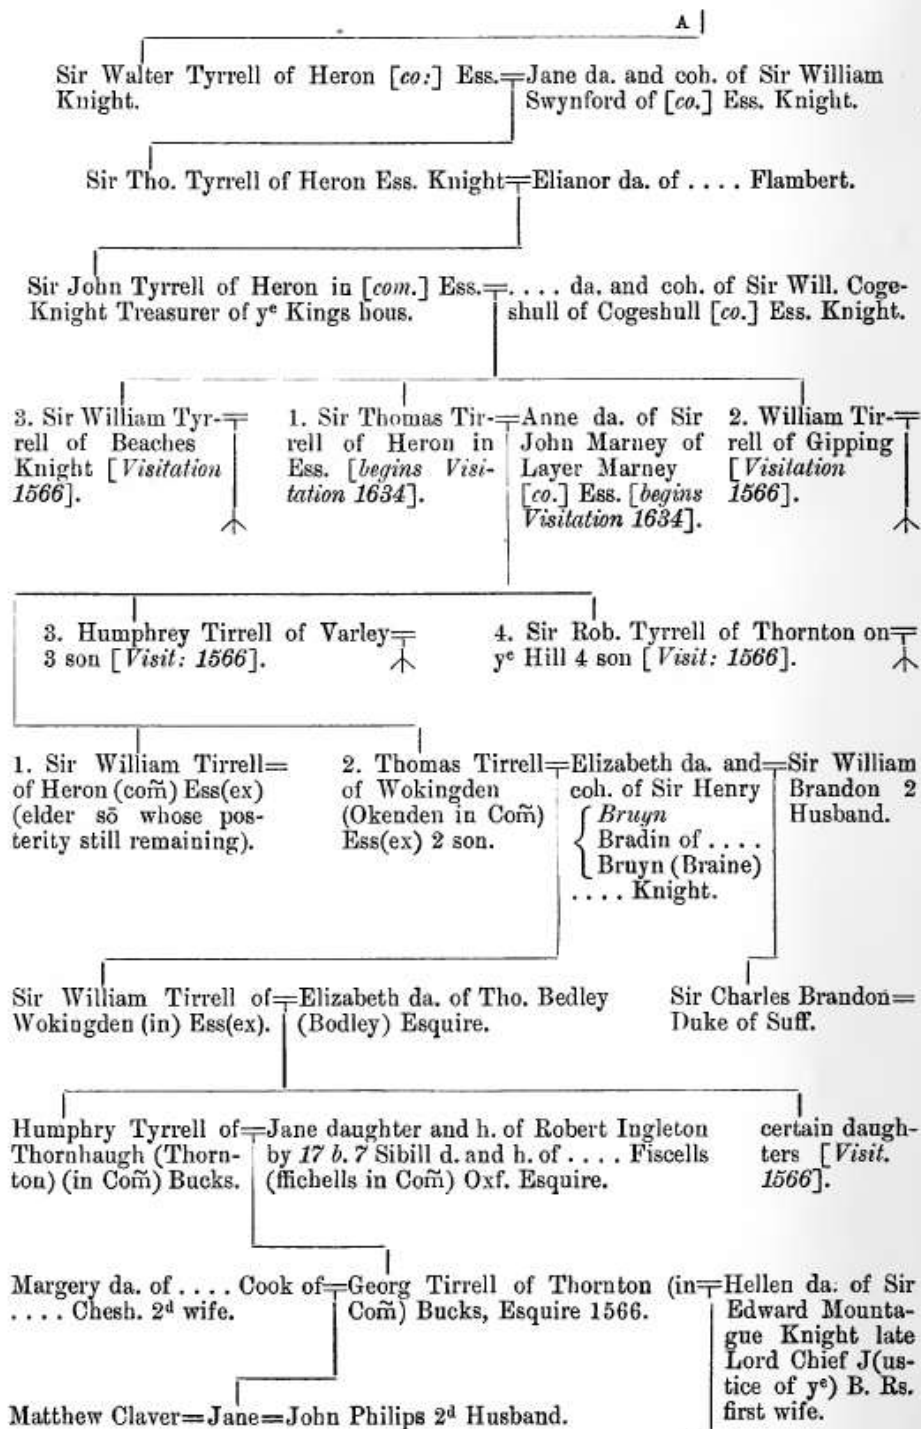 A
Sir Walter Tyrrell of Heron [co:] Ess.
Knight.
Jane da. and coh. of Sir William
Swynford of [co.] Ess. Knight.
Sir Tho. Tyrrell of Heron Ess. Knight
Elianor da. of . . . . Flambert.
Sir John Tyrrell of Heron in [com.] Ess.
Knight Treasurer of yᵉ Kings hous.
. . . . da. and coh. of Sir Will. Coge-
shull of Cogeshull [co.] Ess. Knight.
3. Sir William Tyr-
rell of Beaches
Knight [Visitation
1566].
1. Sir Thomas Tir-
rell of Heron in
Ess. [begins Visi-
tation 1634].
Anne da. of Sir
John Marney of
Layer Marney
[co.] Ess. [begins
Visitation 1634].
2. William Tir-
rell of Gipping
[Visitation
1566].
3. Humphrey Tirrell of Varley
3 son [Visit: 1566].
4. Sir Rob. Tyrrell of Thornton on
yᵉ Hill 4 son [Visit: 1566].
1. Sir William Tirrell=
of Heron (com̃) Ess(ex)
(elder sō whose pos-
terity still remaining).
2. Thomas Tirrell
of Wokingden
(Okenden in Com̃)
Ess(ex) 2 son.
Elizabeth da. and
coh. of Sir Henry
Bruyn
Bradin of . . . .
Bruyn (Braine)
. . . . Knight.
Sir William
Brandon 2
Husband.
Sir William Tirrell of
Wokingden (in) Ess(ex).
Elizabeth da. of Tho. Bedley
(Bodley) Esquire.
Sir Charles Brandon=
Duke of Suff.
Humphry Tyrrell of
Thornhaugh (Thorn-
ton) (in Com̃) Bucks.
Jane daughter and h. of Robert Ingleton
by 17 b. 7 Sibill d. and h. of . . . . Fiscells
(ffichells in Com̃) Oxf. Esquire.
certain daugh-
ters [Visit.
1566].
Margery da. of . . . . Cook of
. . . . Chesh. 2ᵈ wife.
Georg Tirrell of Thornton (in
Com̃) Bucks, Esquire 1566.
Hellen da. of Sir
Edward Mounta-
gue Knight late
Lord Chief J(us-
tice of yᵉ) B. Rs.
first wife.
Matthew Claver=Jane=John Philips 2ᵈ Husband.